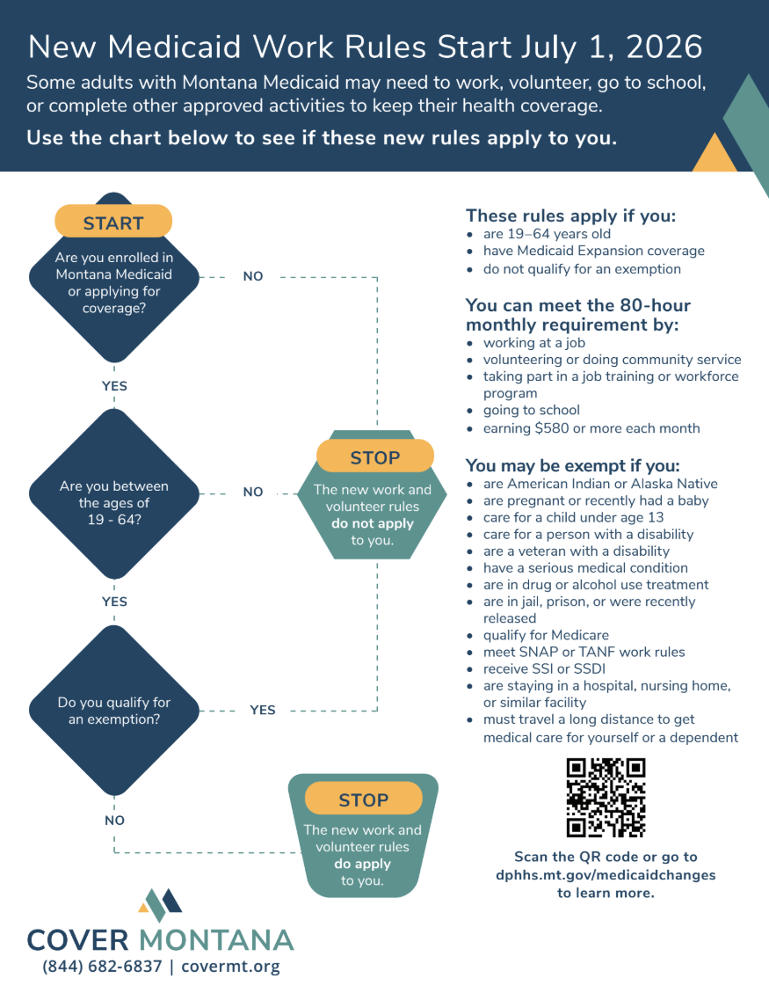 New Medicaid Work Rules Start July 1, 2026
Some adults with Montana Medicaid may need to work, volunteer, go to school,
or complete other approved activities to keep their health coverage.
Use the chart below to see if these new rules apply to you.
START
Are you enrolled in
Montana Medicaid
or applying for
coverage?
NO
YES
Are you between
the ages of
19 - 64?
NO
STOP
The new work and
volunteer rules
do not apply
to you.
YES
Do you qualify for
an exemption?
YES
NO
STOP
The new work and
volunteer rules
do apply
to you.
These rules apply if you:
• are 19–64 years old
• have Medicaid Expansion coverage
• do not qualify for an exemption
You can meet the 80-hour
monthly requirement by:
• working at a job
• volunteering or doing community service
• taking part in a job training or workforce
program
• going to school
• earning $580 or more each month
You may be exempt if you:
• are American Indian or Alaska Native
• are pregnant or recently had a baby
• care for a child under age 13
• care for a person with a disability
• are a veteran with a disability
• have a serious medical condition
• are in drug or alcohol use treatment
• are in jail, prison, or were recently
released
• qualify for Medicare
• meet SNAP or TANF work rules
• receive SSI or SSDI
• are staying in a hospital, nursing home,
or similar facility
• must travel a long distance to get
medical care for yourself or a dependent
Scan the QR code or go to
dphhs.mt.gov/medicaidchanges
to learn more.
COVER MONTANA
(844) 682-6837 | covermt.org